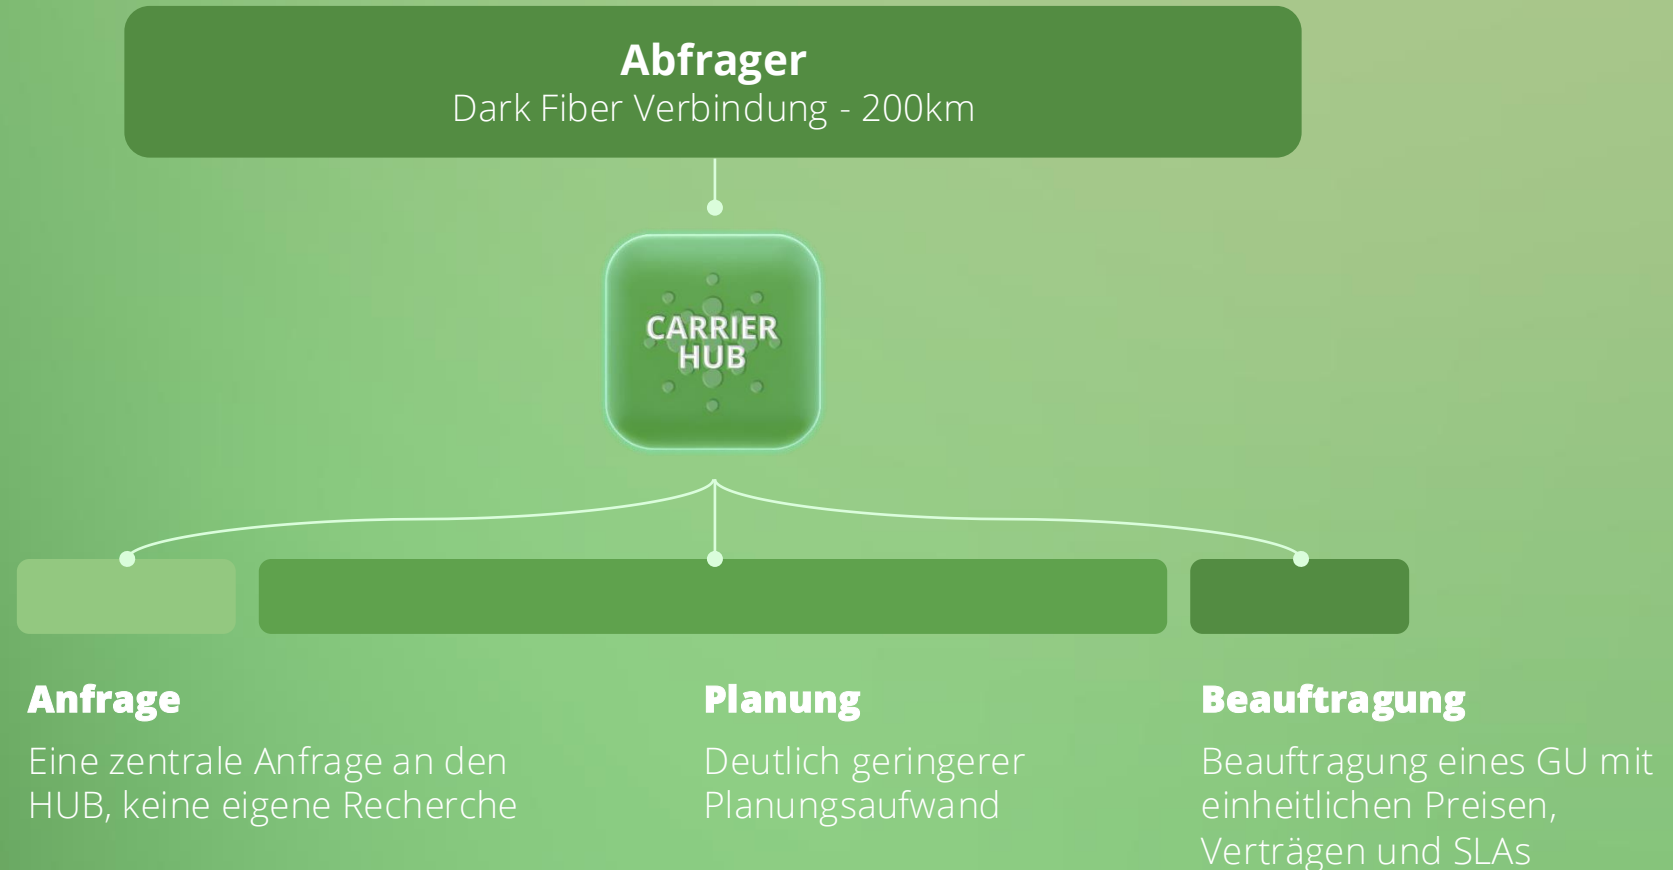 Abfrager
Dark Fiber Verbindung - 200km
CARRIER
HUB
Anfrage
Eine zentrale Anfrage an den
HUB, keine eigene Recherche
Planung
Deutlich geringerer
Planungsaufwand
Beauftragung
Beauftragung eines GU mit
einheitlichen Preisen,
Verträgen und SLAs